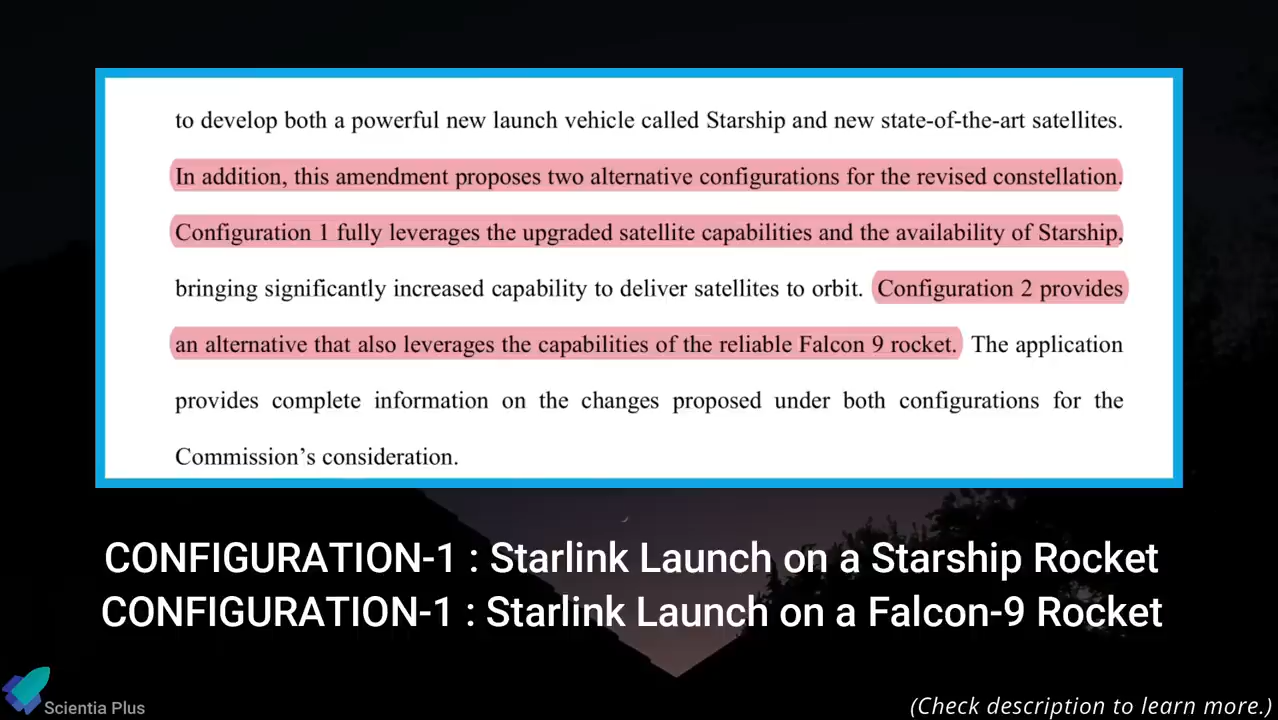 to develop both a powerful new launch vehicle called Starship and new state-of-the-art satellites.
In addition, this amendment proposes two alternative configurations for the revised constellation.
Configuration 1 fully leverages the upgraded satellite capabilities and the availability of Starship,
bringing significantly increased capability to deliver satellites to orbit. Configuration 2 provides
an alternative that also leverages the capabilities of the reliable Falcon 9 rocket. The application
provides complete information on the changes proposed under both configurations for the
Commission’s consideration.
CONFIGURATION-1 : Starlink Launch on a Starship Rocket
CONFIGURATION-1 : Starlink Launch on a Falcon-9 Rocket
Scientia Plus
(Check description to learn more.)